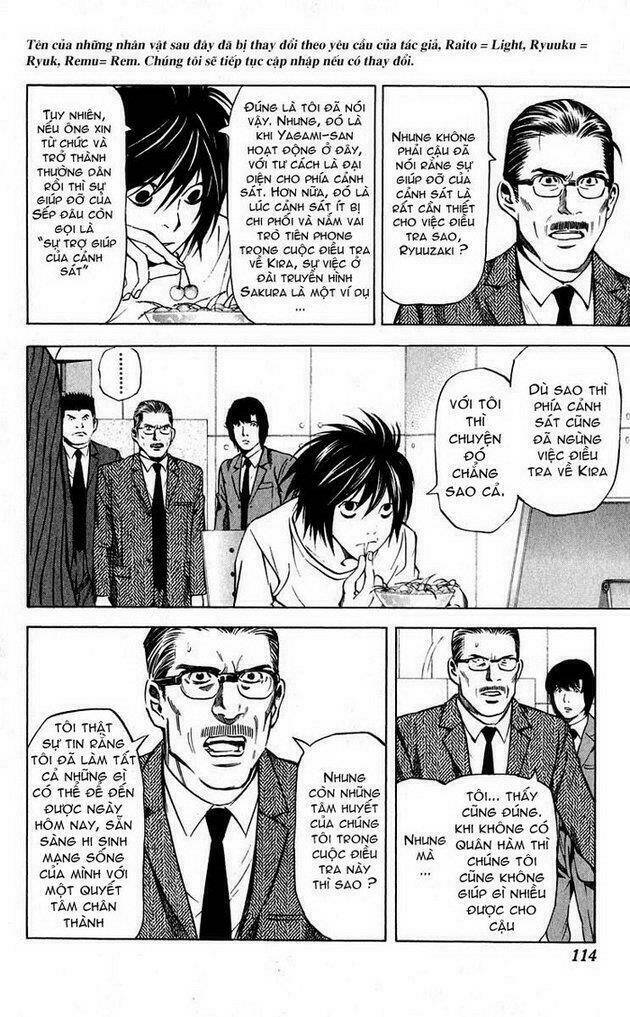 Tên của những nhân vật sau đây đã bị thay đổi theo yêu cầu của tác giả, Raito = Light, Ryuuku =
Ryuk, Remu= Rem. Chúng tôi sẽ tiếp tục cập nhập nếu có thay đổi.
NHƯNG KHÔNG
PHẢI CẬU ĐÃ
NÓI RẰNG SỰ
GIÚP ĐỠ CỦA
CẢNH SÁT LÀ
RẤT CẦN THIẾT
CHO VIỆC ĐIỀU
TRA SAO,
RYUUZAKI ?
ĐÚNG LÀ TÔI ĐÃ NÓI
VẬY. NHƯNG, ĐÓ LÀ
KHI YAGAMI-SAN
HOẠT ĐỘNG Ở ĐÂY,
VỚI TƯ CÁCH LÀ ĐẠI
DIỆN CHO PHÍA CẢNH
SÁT. HƠN NỮA, ĐÓ LÀ
LÚC CẢNH SÁT ÍT BỊ
CHI PHỐI VÀ NẮM VAI
TRÒ TIÊN PHONG
TRONG CUỘC ĐIỀU TRA
VỀ KIRA, SỰ VIỆC Ở
ĐÀI TRUYỀN HÌNH
SAKURA LÀ MỘT VÍ DỤ
...
TUY NHIÊN,
NẾU ÔNG XIN
TỪ CHỨC VÀ
TRỞ THÀNH
THƯỜNG DÂN
RỒI THÌ SỰ
GIÚP ĐỠ CỦA
SẾP ĐÂU CÒN
GỌI LÀ
"SỰ TRỢ GIÚP
CỦA CẢNH
SÁT"
DÙ SAO THÌ
PHÍA CẢNH
SÁT CŨNG
ĐÃ NGỪNG
VIỆC ĐIỀU
TRA VỀ KIRA
VỚI TÔI
THÌ
CHUYỆN
ĐÓ
CHẲNG
SAO CẢ.
......
TÔI... THẤY
CŨNG ĐÚNG.
KHI KHÔNG CÓ
QUÂN HÀM THÌ
CHÚNG TÔI
CŨNG KHÔNG
GIÚP GÌ NHIỀU
ĐƯỢC CHO
CẬU
NHƯNG
MÀ
...
NHƯNG
CÒN NHỮNG
TÂM HUYẾT
CỦA CHÚNG
TÔI TRONG
CUỘC ĐIỀU
TRA NÀY
THÌ SAO ?
TÔI THẬT
SỰ TIN RẰNG
TÔI ĐÃ LÀM TẤT
CẢ NHỮNG GÌ
CÓ THỂ ĐỂ ĐẾN
ĐƯỢC NGÀY
HÔM NAY, SẴN
SÀNG HI SINH
MẠNG SỐNG
CỦA MÌNH VỚI
MỘT QUYẾT
TÂM CHÂN
THÀNH
114